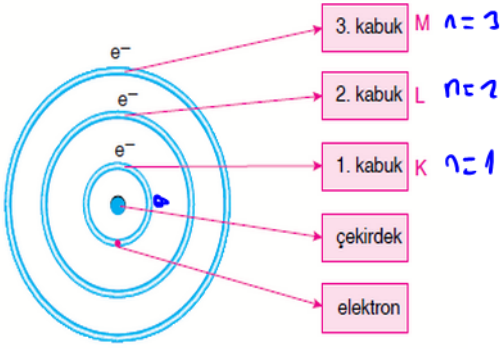 3. kabuk M n = 3
e⁻
2. kabuk L n = 2
e⁻
e⁻
1. kabuk K n = 1
çekirdek
elektron